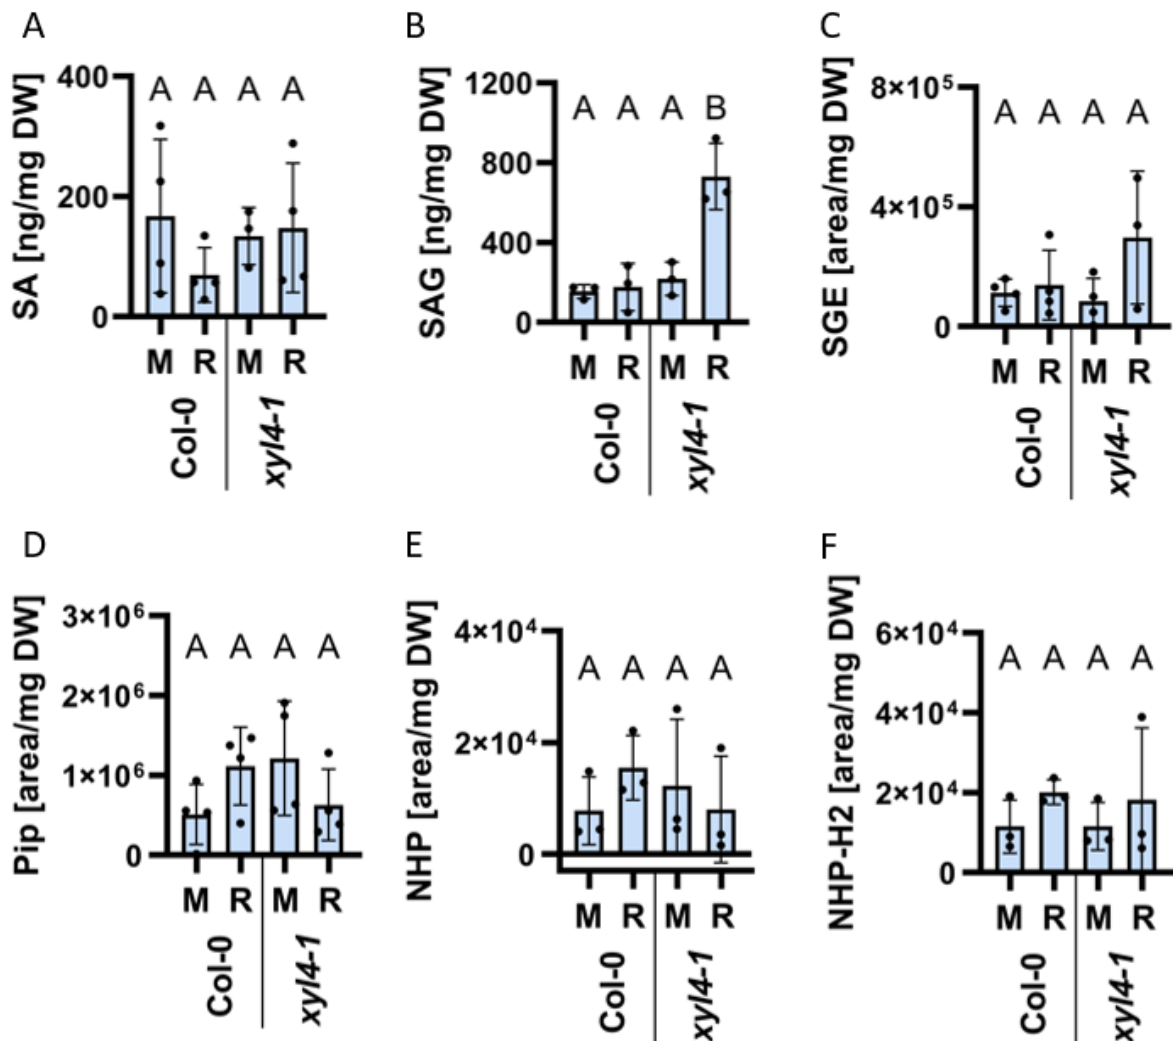 A
SA [ng/mg DW]
400
200
0
A A A A
M R M R
Col-0 xyl4-1
B
SAG [ng/mg DW]
1200
800
400
0
A A A B
M R M R
Col-0 xyl4-1
C
SGE [area/mg DW]
8×10⁵
4×10⁵
0
A A A A
M R M R
Col-0 xyl4-1
D
Pip [area/mg DW]
3×10⁶
2×10⁶
1×10⁶
0
A A A A
M R M R
Col-0 xyl4-1
E
NHP [area/mg DW]
4×10⁴
2×10⁴
0
A A A A
M R M R
Col-0 xyl4-1
F
NHP-H2 [area/mg DW]
6×10⁴
4×10⁴
2×10⁴
0
A A A A
M R M R
Col-0 xyl4-1